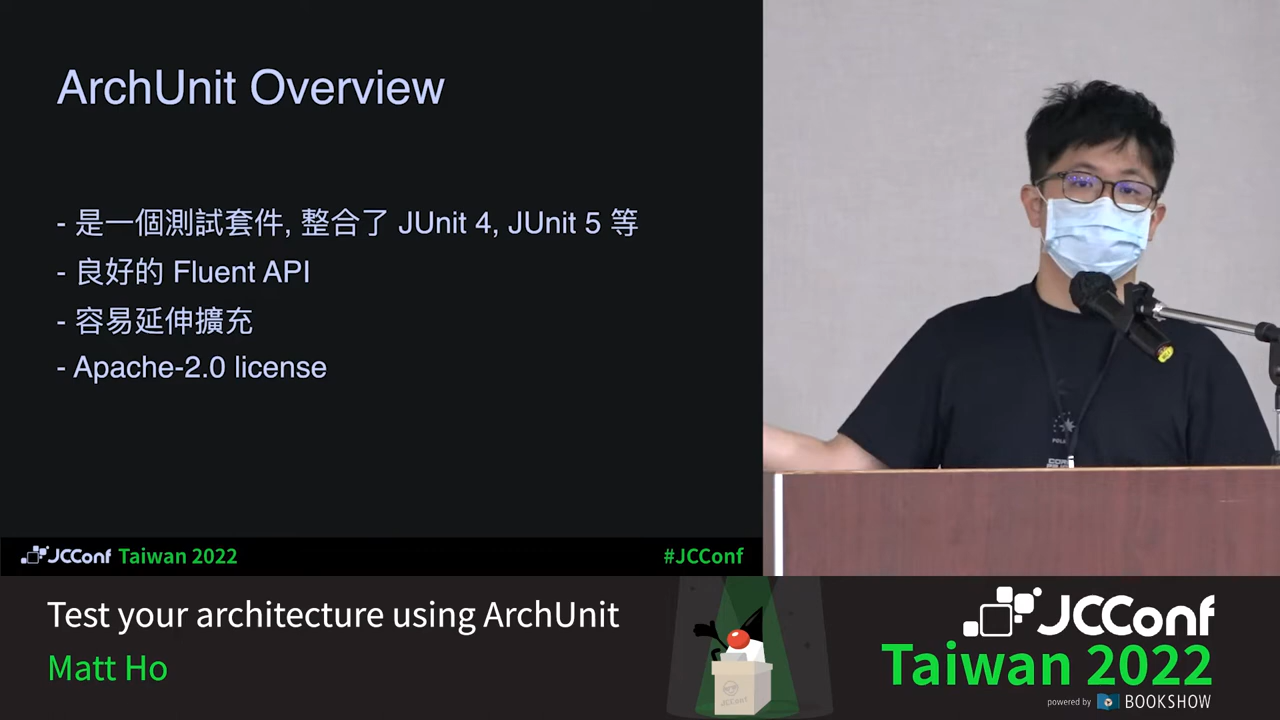 ArchUnit Overview
- 是一個測試套件, 整合了 JUnit 4, JUnit 5 等
- 良好的 Fluent API
- 容易延伸擴充
- Apache-2.0 license
JCConf Taiwan 2022
#JCConf
Test your architecture using ArchUnit
Matt Ho
JCConf
JCConf
Taiwan 2022
powered by BOOKSHOW